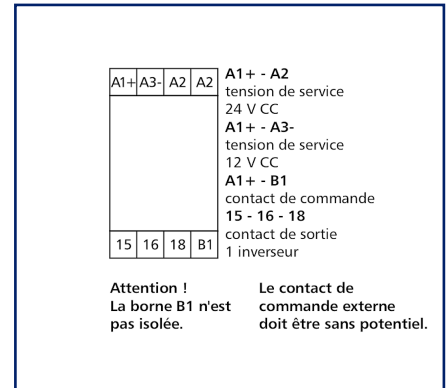 A1+ A3- A2 A2
A1+ - A2
tension de service
24 V CC
A1+ - A3-
tension de service
12 V CC
A1+ - B1
contact de commande
15 - 16 - 18
contact de sortie
1 inverseur
15 16 18 B1
Attention !
La borne B1 n'est
pas isolée.
Le contact de
commande externe
doit être sans potentiel.